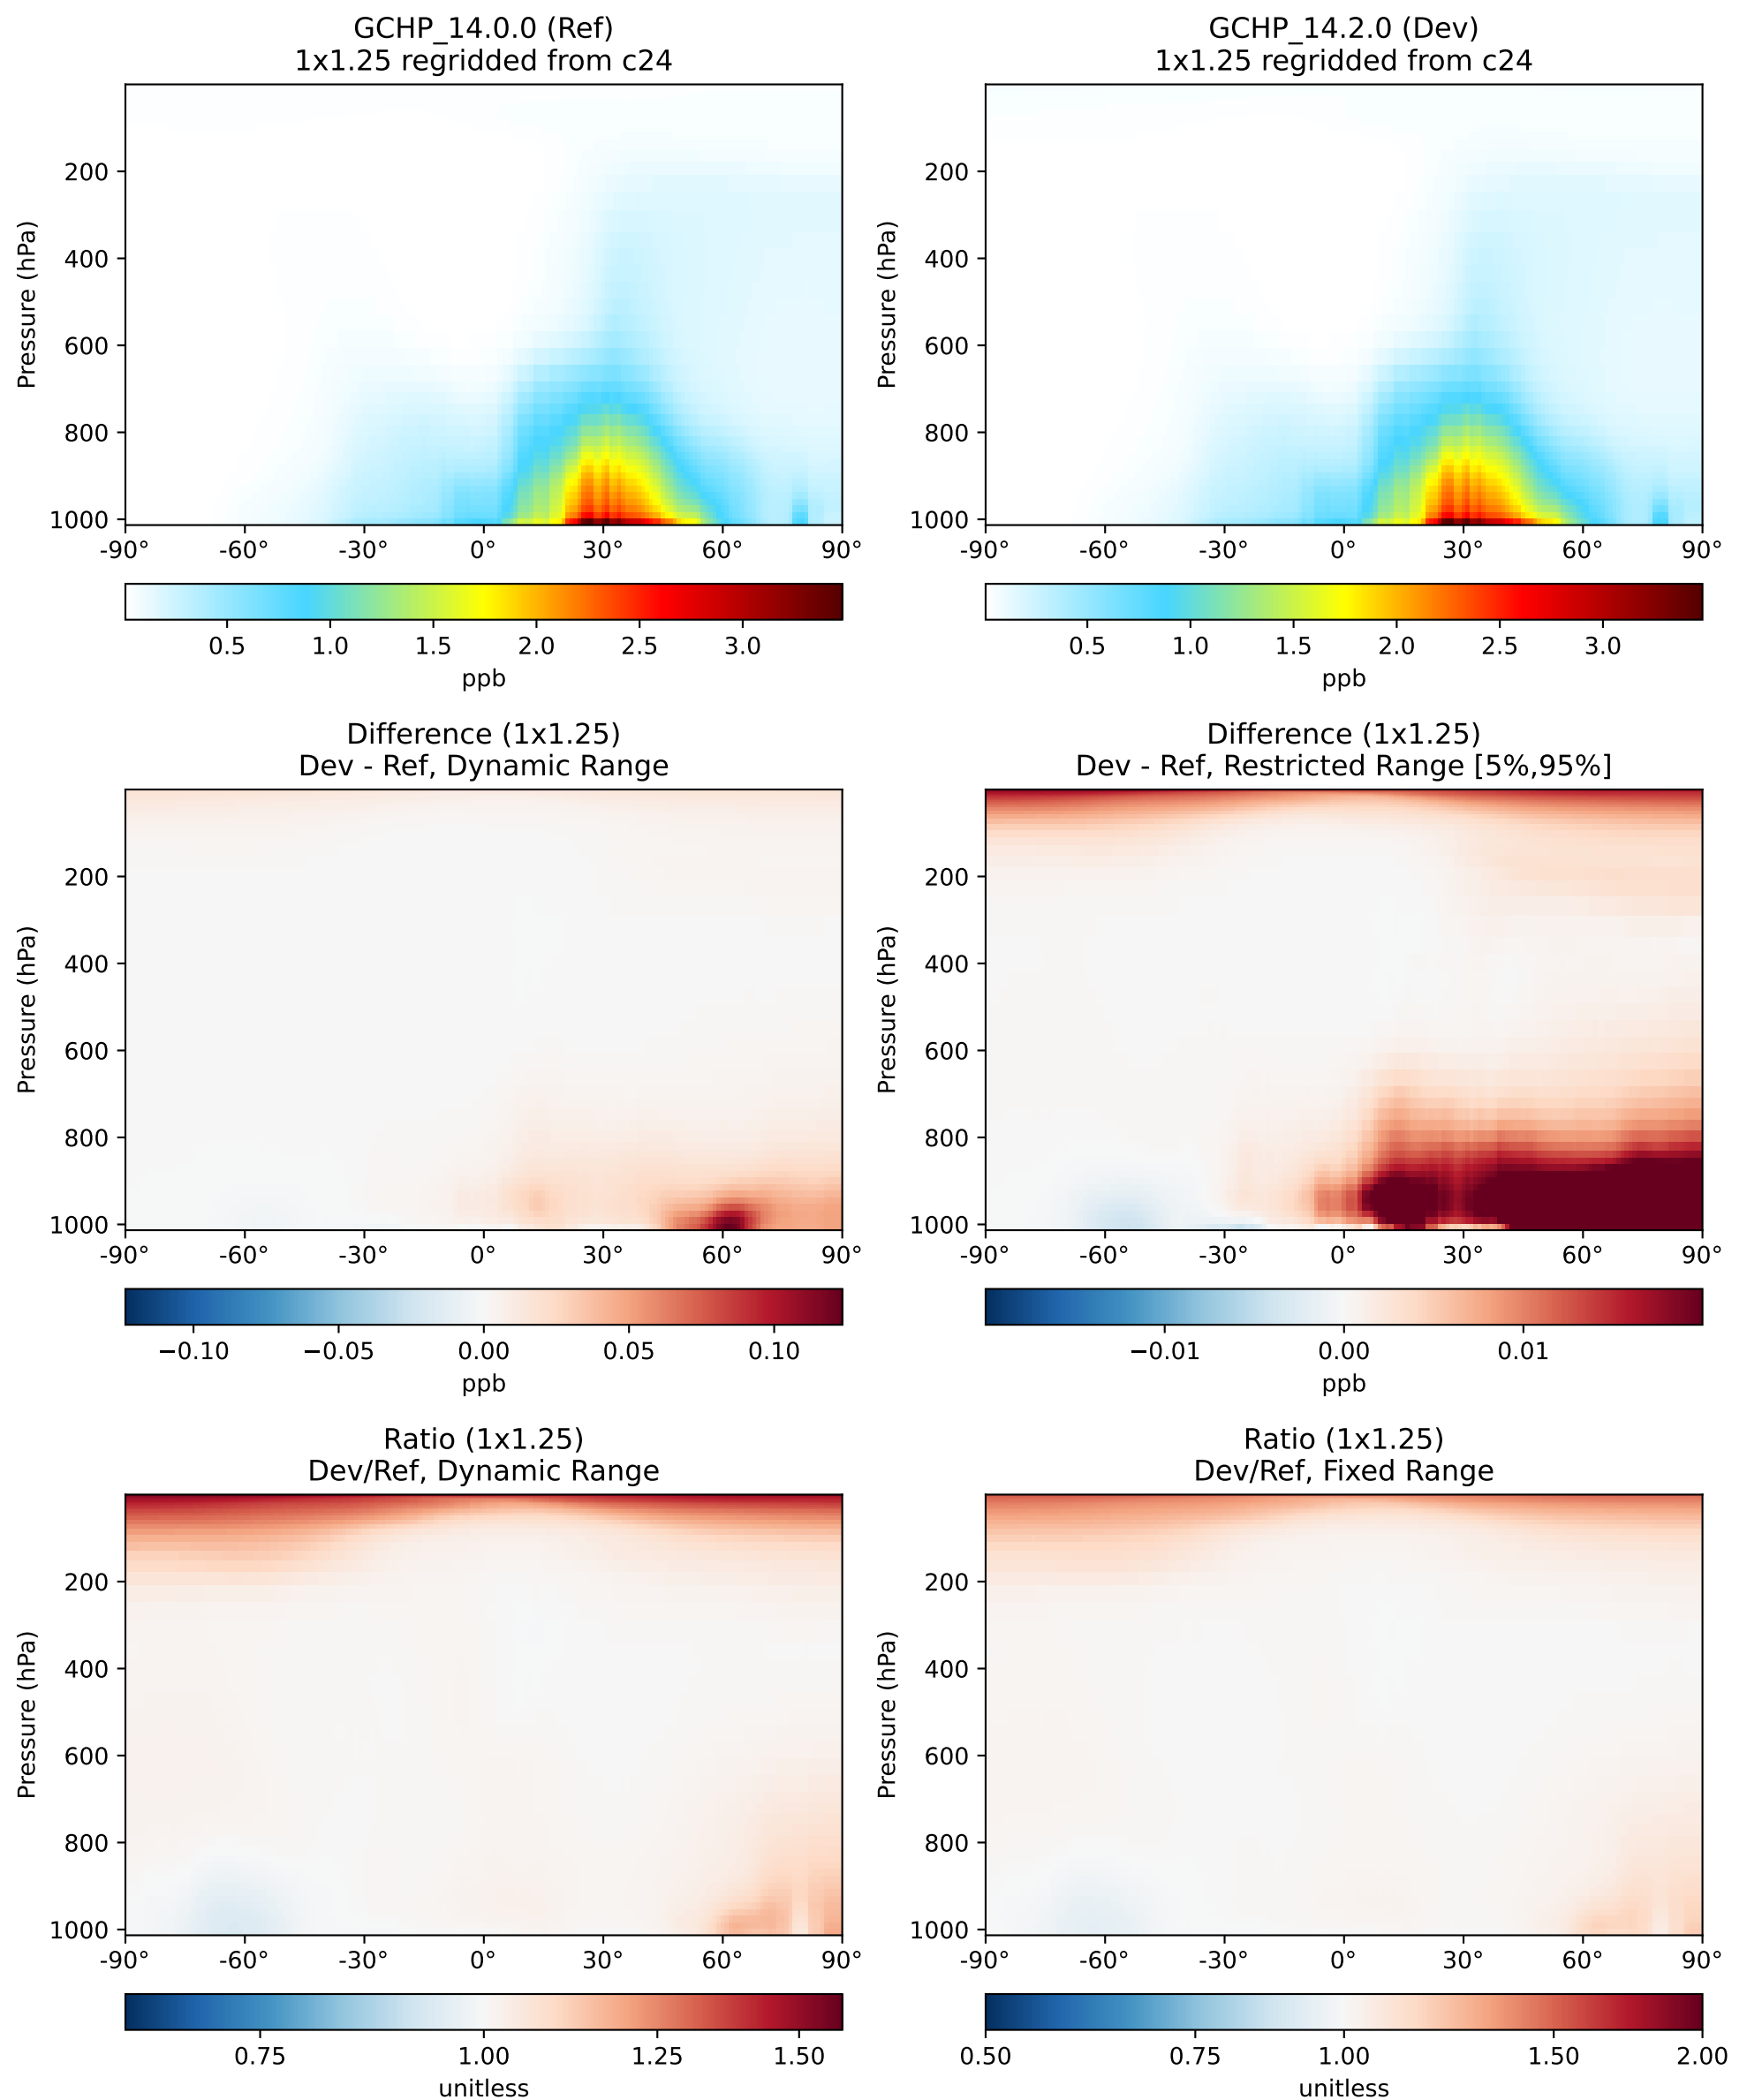 GCHP_14.0.0 (Ref)
1x1.25 regridded from c24
Pressure (hPa)
200
400
600
800
1000
-90° -60° -30° 0° 30° 60° 90°
0.5 1.0 1.5 2.0 2.5 3.0
ppb
GCHP_14.2.0 (Dev)
1x1.25 regridded from c24
Pressure (hPa)
200
400
600
800
1000
-90° -60° -30° 0° 30° 60° 90°
0.5 1.0 1.5 2.0 2.5 3.0
ppb
Difference (1x1.25)
Dev - Ref, Dynamic Range
Pressure (hPa)
200
400
600
800
1000
-90° -60° -30° 0° 30° 60° 90°
−0.10 −0.05 0.00 0.05 0.10
ppb
Difference (1x1.25)
Dev - Ref, Restricted Range [5%,95%]
Pressure (hPa)
200
400
600
800
1000
-90° -60° -30° 0° 30° 60° 90°
−0.01 0.00 0.01
ppb
Ratio (1x1.25)
Dev/Ref, Dynamic Range
Pressure (hPa)
200
400
600
800
1000
-90° -60° -30° 0° 30° 60° 90°
0.75 1.00 1.25 1.50
unitless
Ratio (1x1.25)
Dev/Ref, Fixed Range
Pressure (hPa)
200
400
600
800
1000
-90° -60° -30° 0° 30° 60° 90°
0.50 0.75 1.00 1.50 2.00
unitless